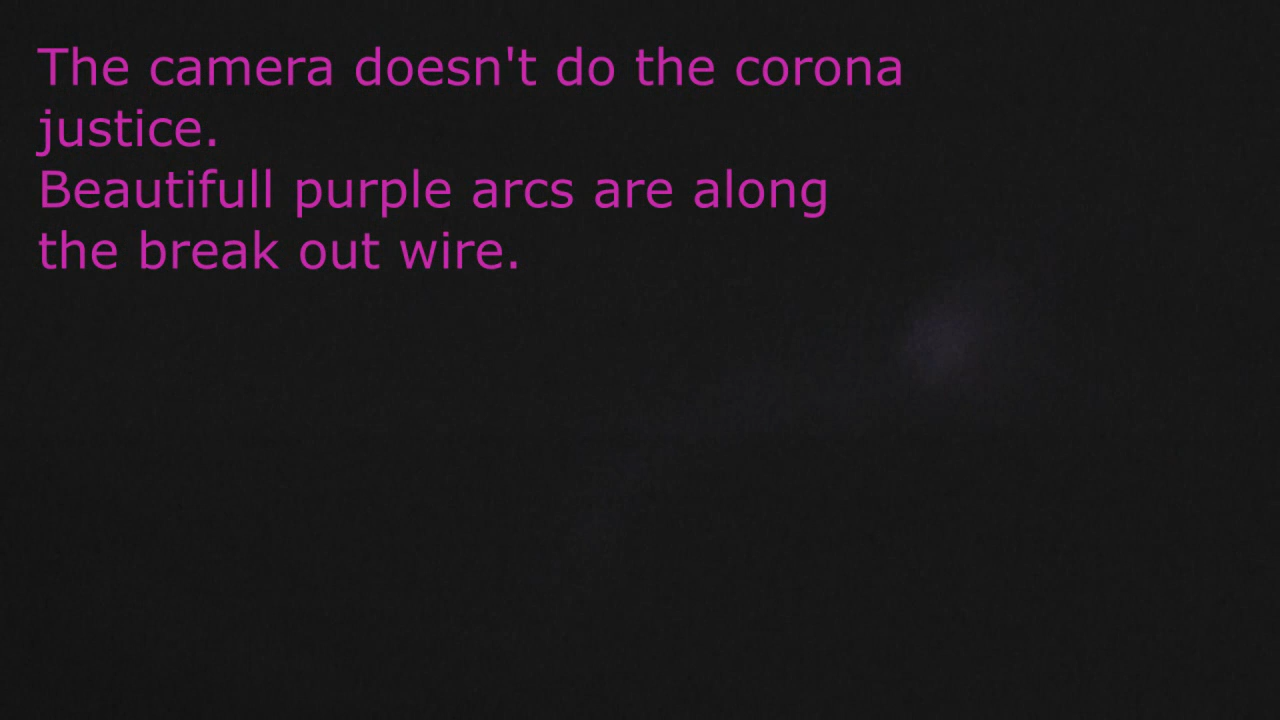 The camera doesn't do the corona
justice.
Beautifull purple arcs are along
the break out wire.